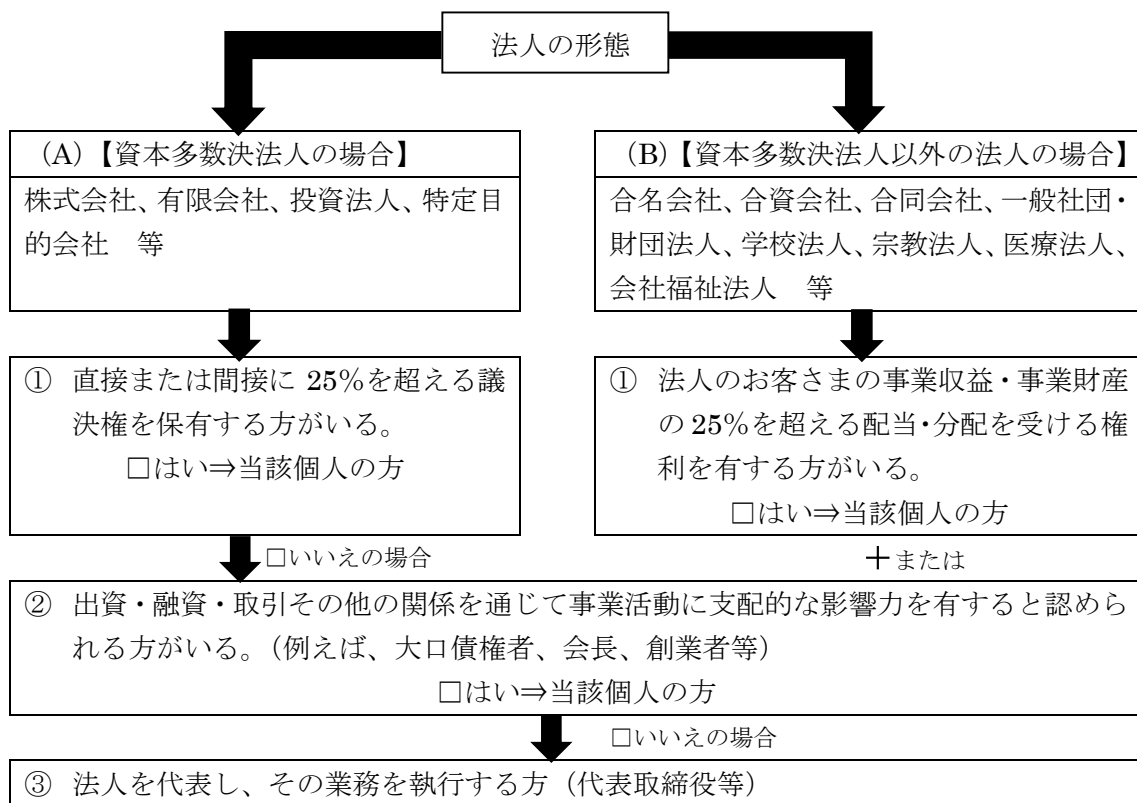 法人の形態
(A)【資本多数決法人の場合】
株式会社、有限会社、投資法人、特定目
的会社　等
(B)【資本多数決法人以外の法人の場合】
合名会社、合資会社、合同会社、一般社団・
財団法人、学校法人、宗教法人、医療法人、
会社福祉法人　等
① 直接または間接に 25%を超える議
決権を保有する方がいる。
□はい⇒当該個人の方
① 法人のお客さまの事業収益・事業財産
の 25%を超える配当・分配を受ける権
利を有する方がいる。
□はい⇒当該個人の方
□いいえの場合
＋または
② 出資・融資・取引その他の関係を通じて事業活動に支配的な影響力を有すると認めら
れる方がいる。（例えば、大口債権者、会長、創業者等）
□はい⇒当該個人の方
□いいえの場合
③ 法人を代表し、その業務を執行する方（代表取締役等）